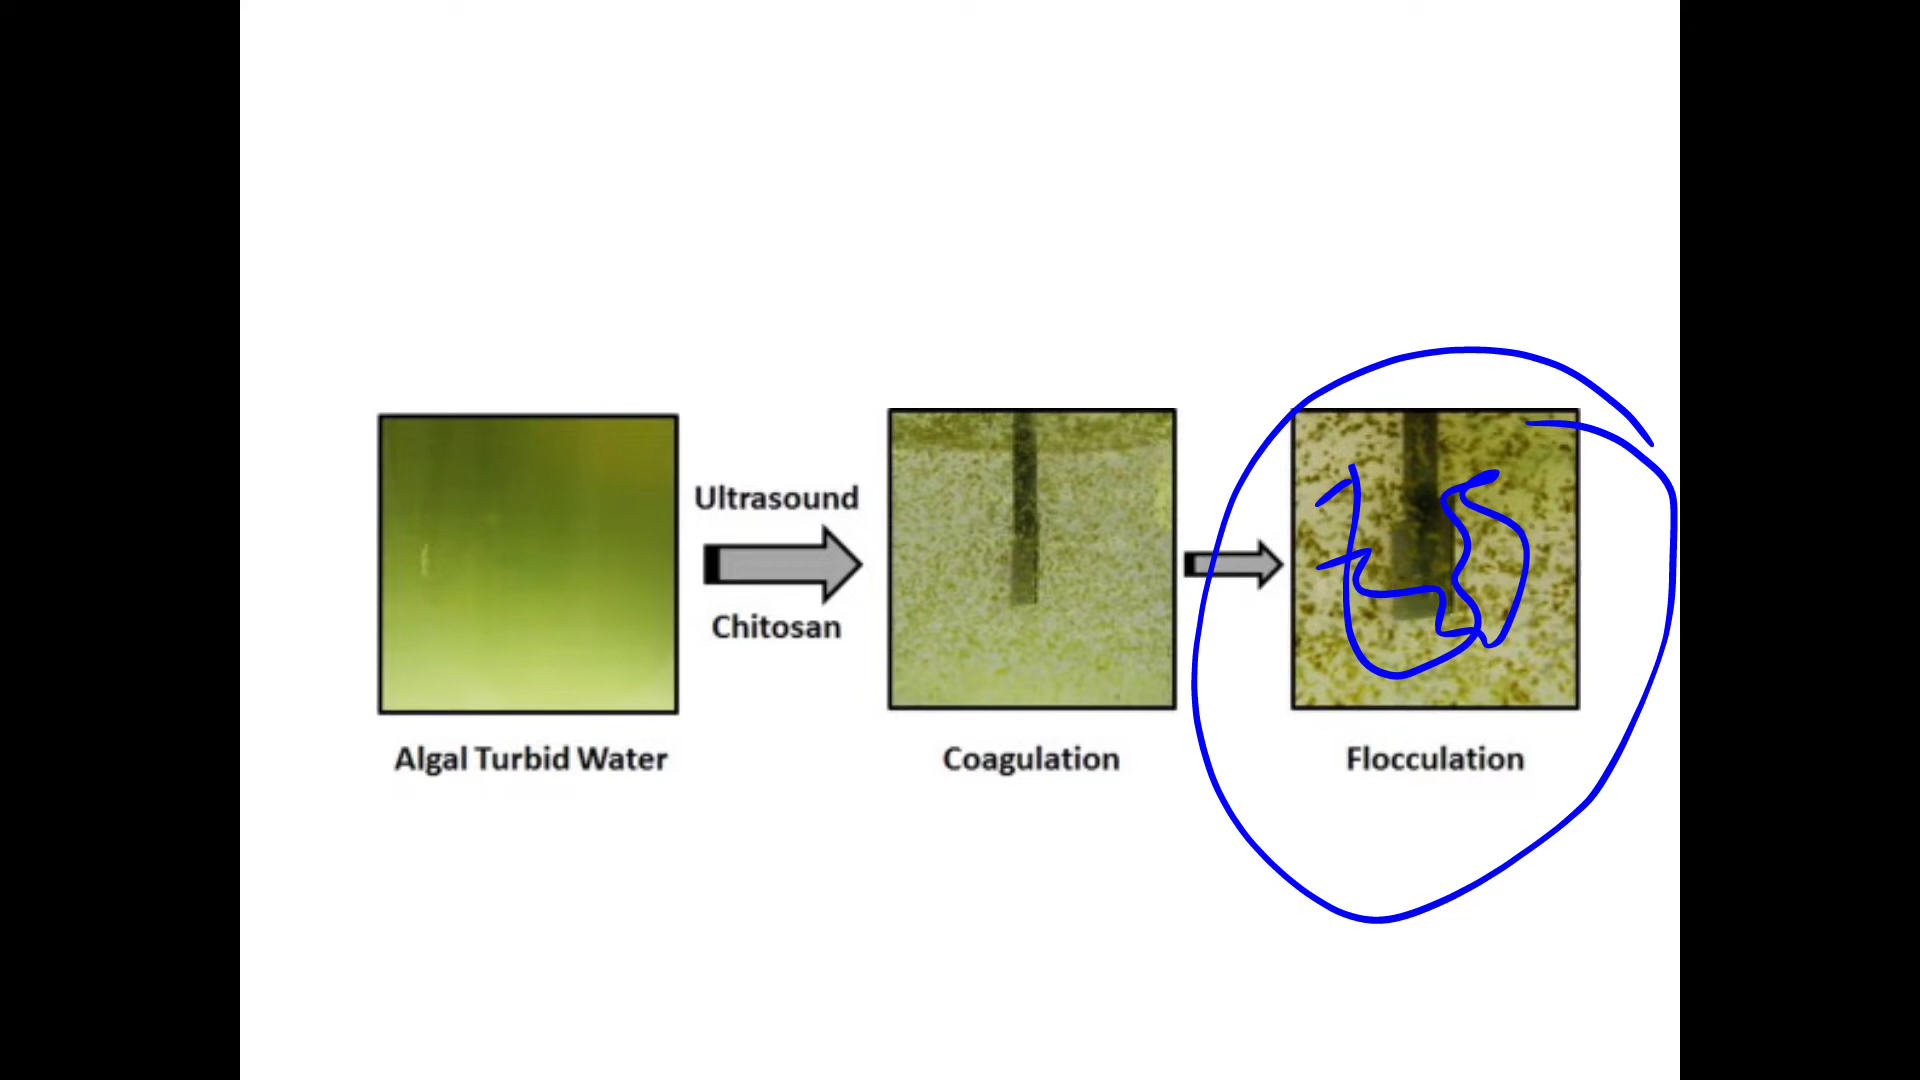 Ultrasound
Chitosan
Algal Turbid Water
Coagulation
Flocculation